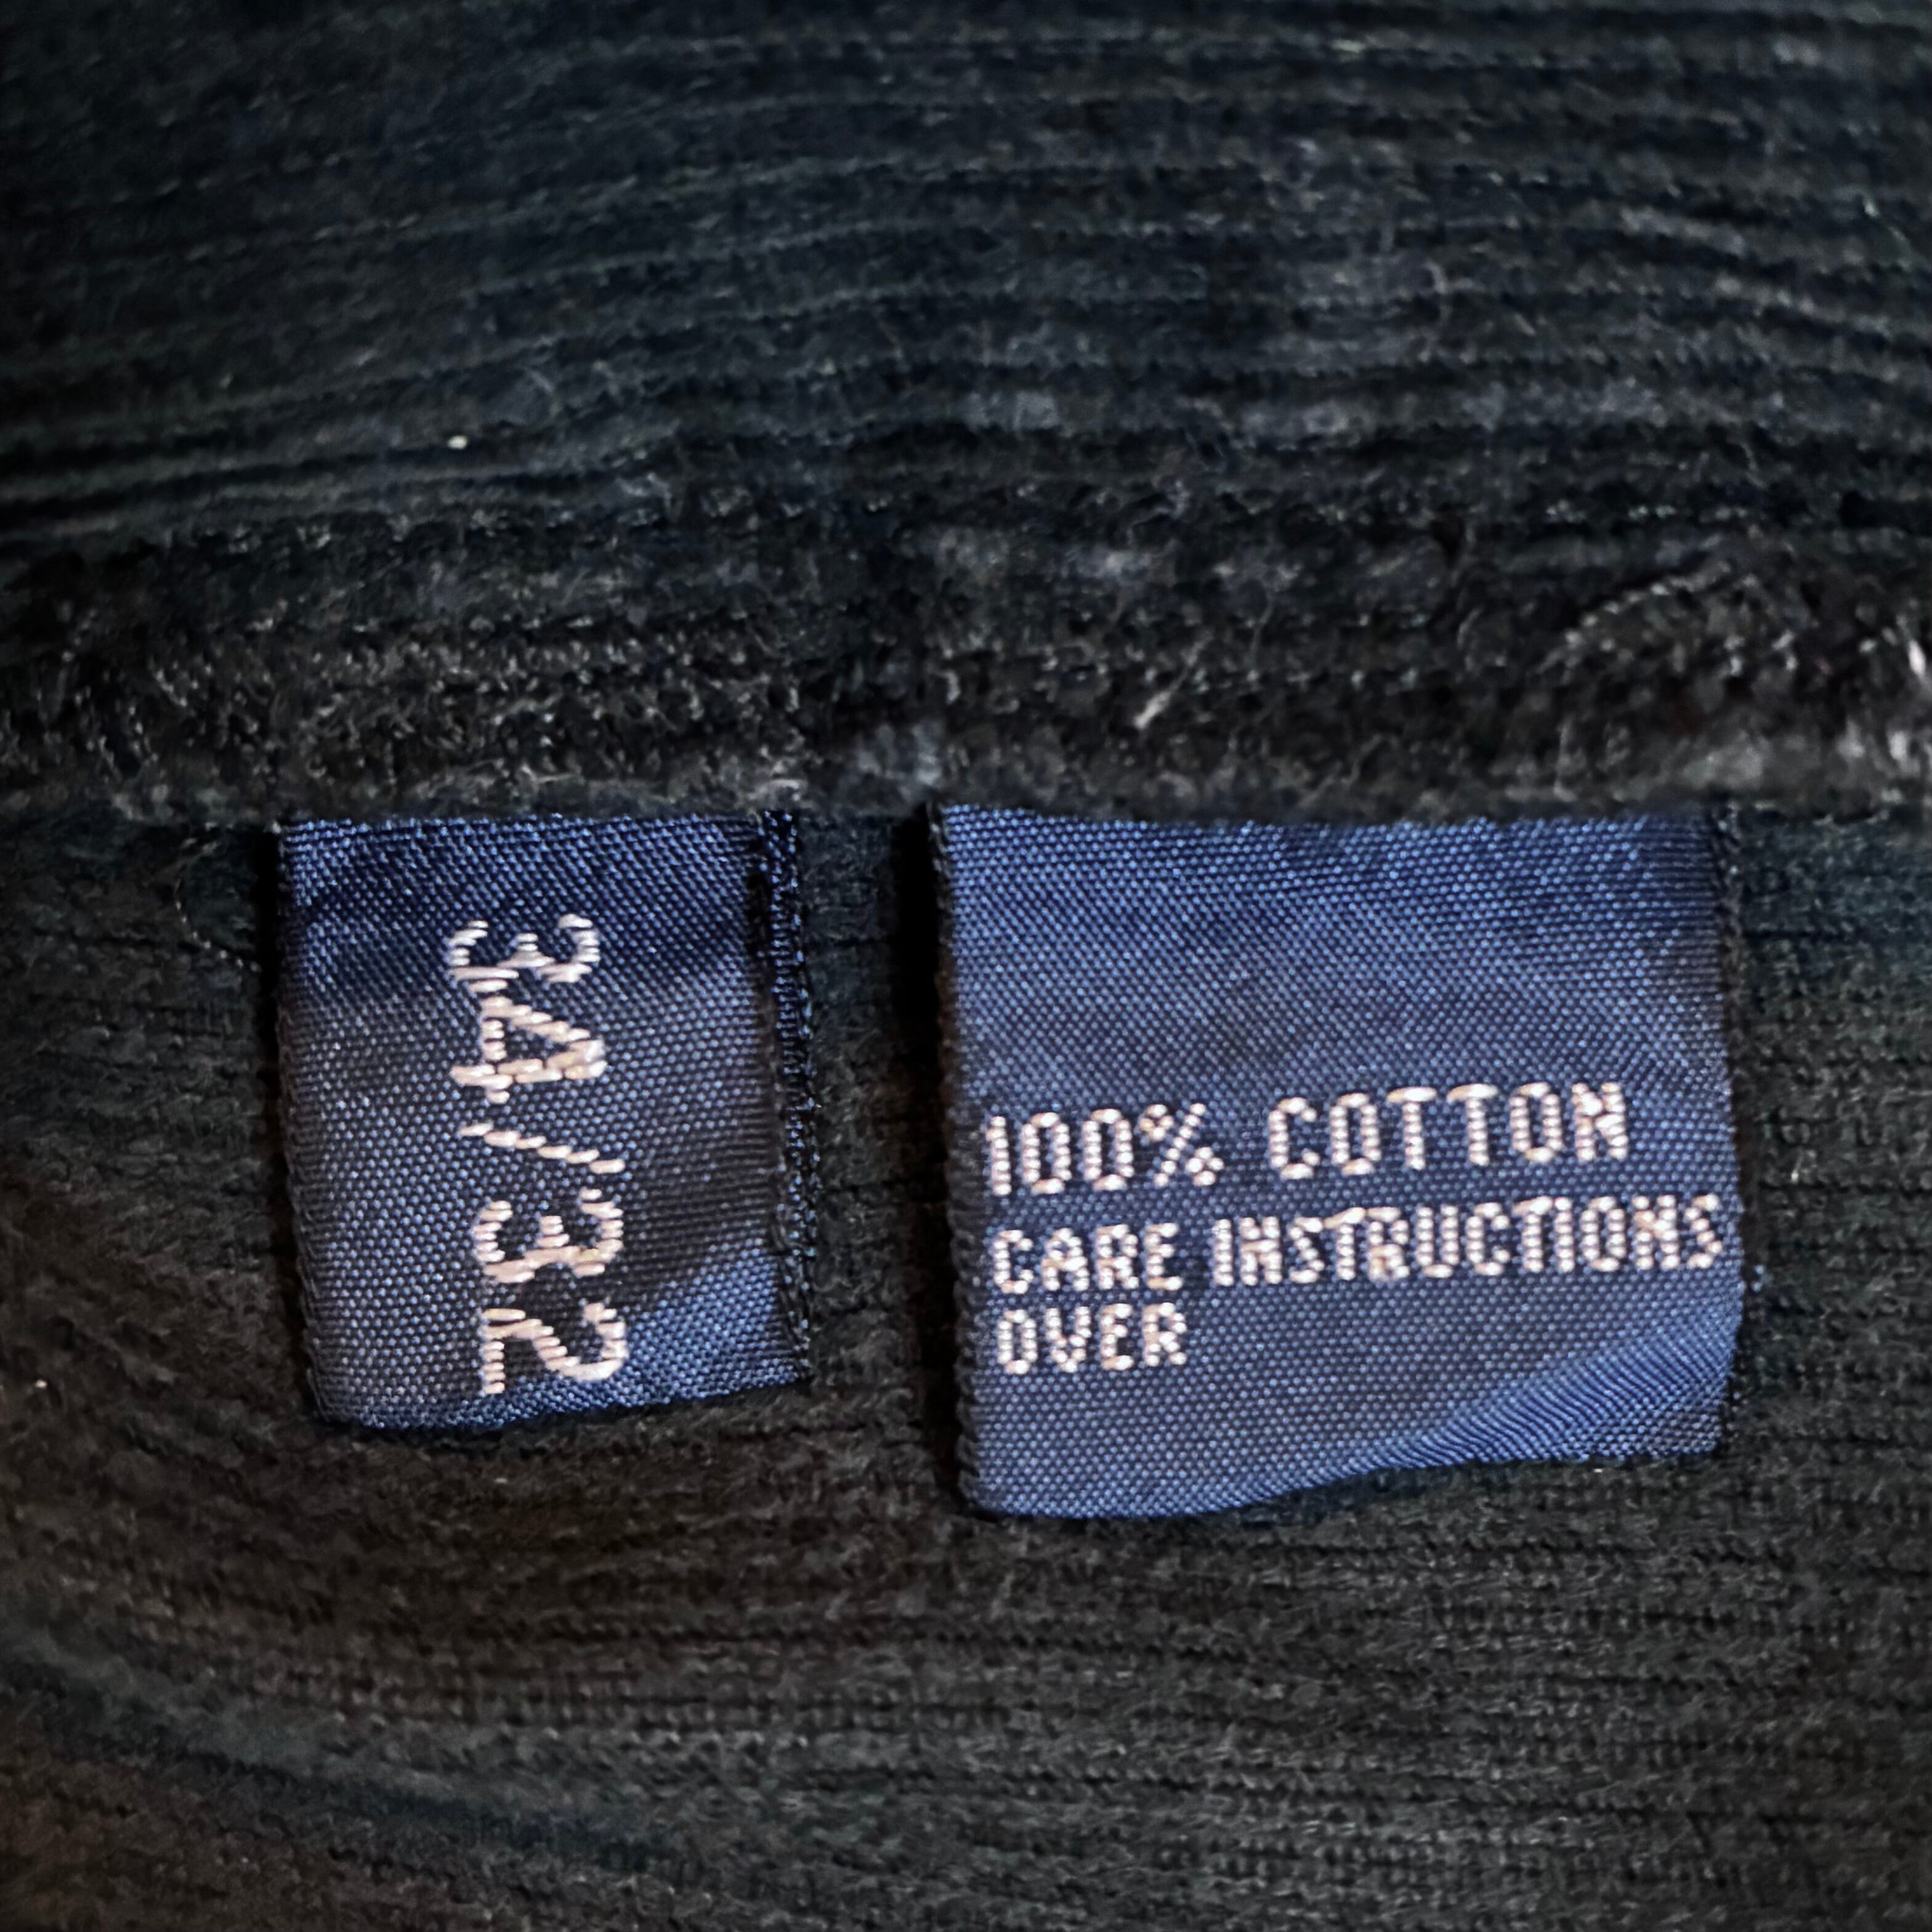 34/32
100% COTTON
CARE INSTRUCTIONS
OVER